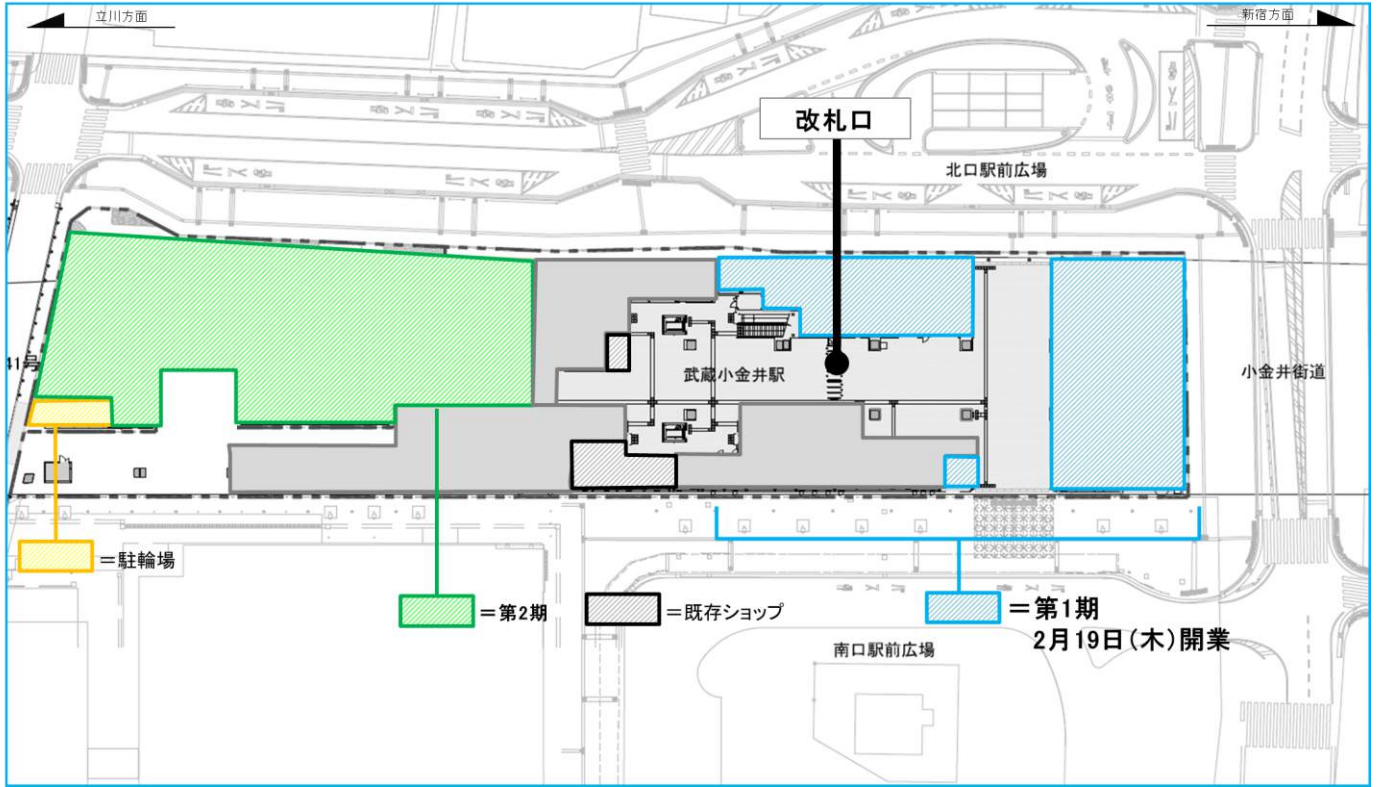 立川方面
新宿方面
改札口
北口駅前広場
武蔵小金井駅
小金井街道
41
=駐輪場
=第2期
=既存ショップ
=第1期
2月19日(木)開業
南口駅前広場